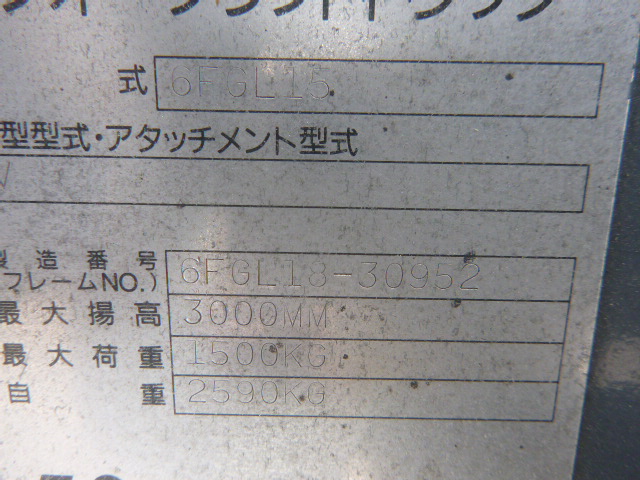 式 6FGL15
型型式・アタッチメント型式
V
製造番号 6FGL18-30952
(フレームNO.)
最大揚高 3000MM
最大荷重 1500KG
自重 2590KG